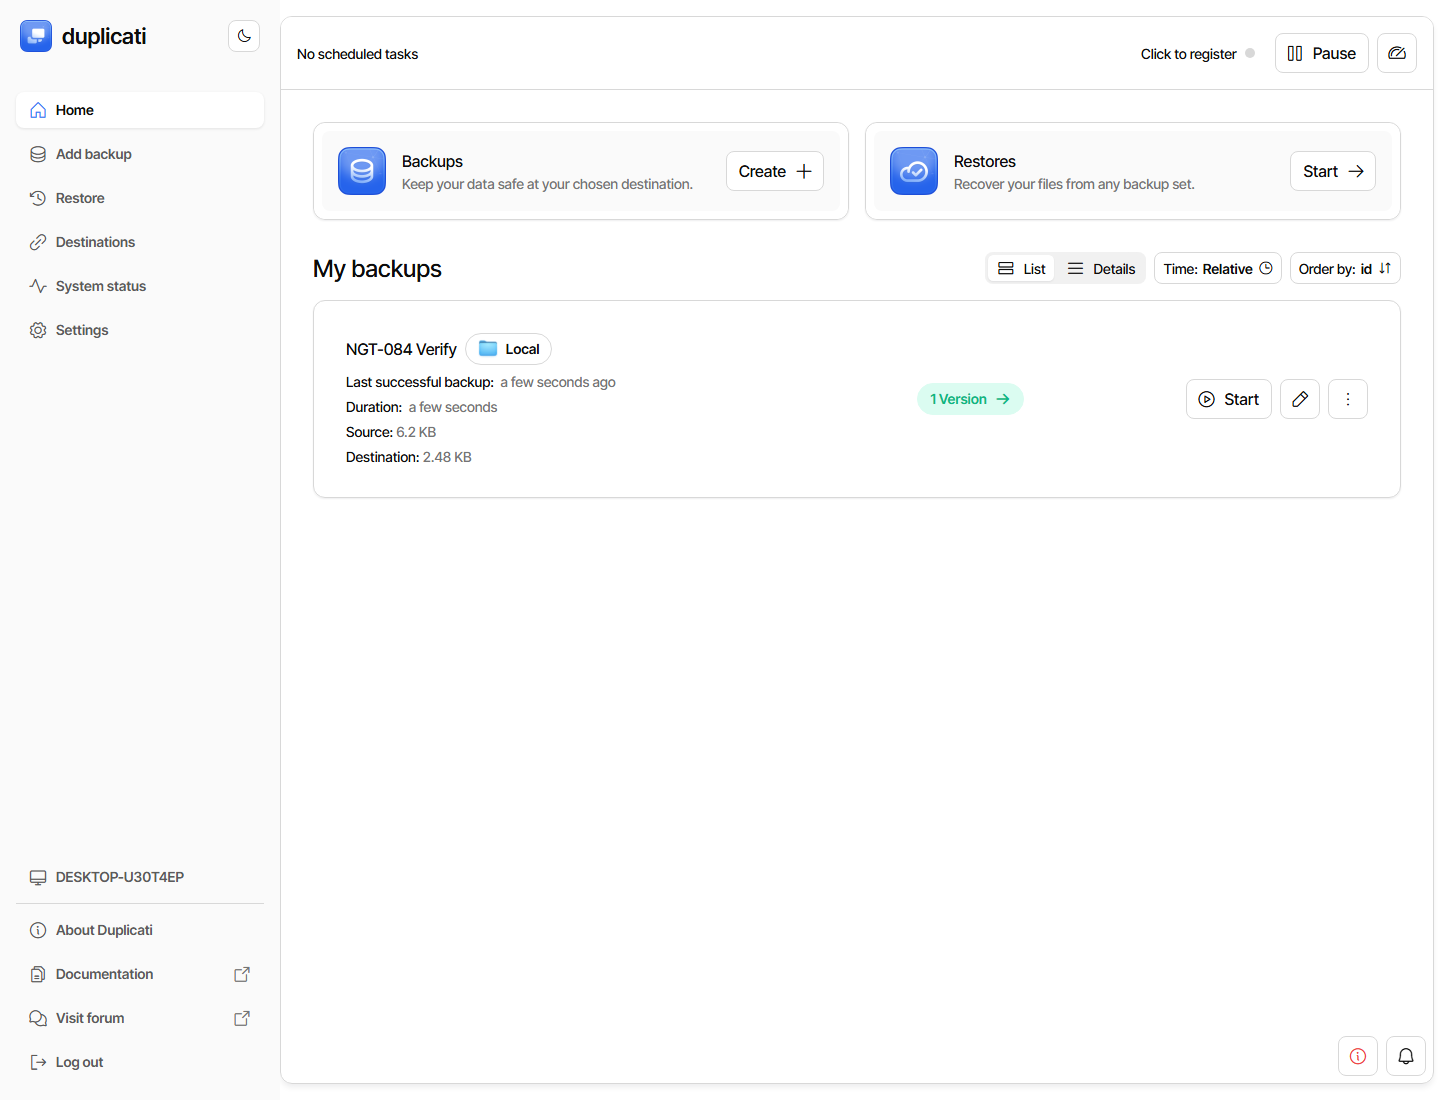 duplicati
No scheduled tasks
Click to register
Pause
Home
Add backup
Restore
Destinations
System status
Settings
Backups
Keep your data safe at your chosen destination.
Create
Restores
Recover your files from any backup set.
Start
My backups
List
Details
Time: Relative
Order by: id
NGT-084 Verify
Local
Last successful backup: a few seconds ago
Duration: a few seconds
Source: 6.2 KB
Destination: 2.48 KB
1 Version
Start
DESKTOP-U30T4EP
About Duplicati
Documentation
Visit forum
Log out